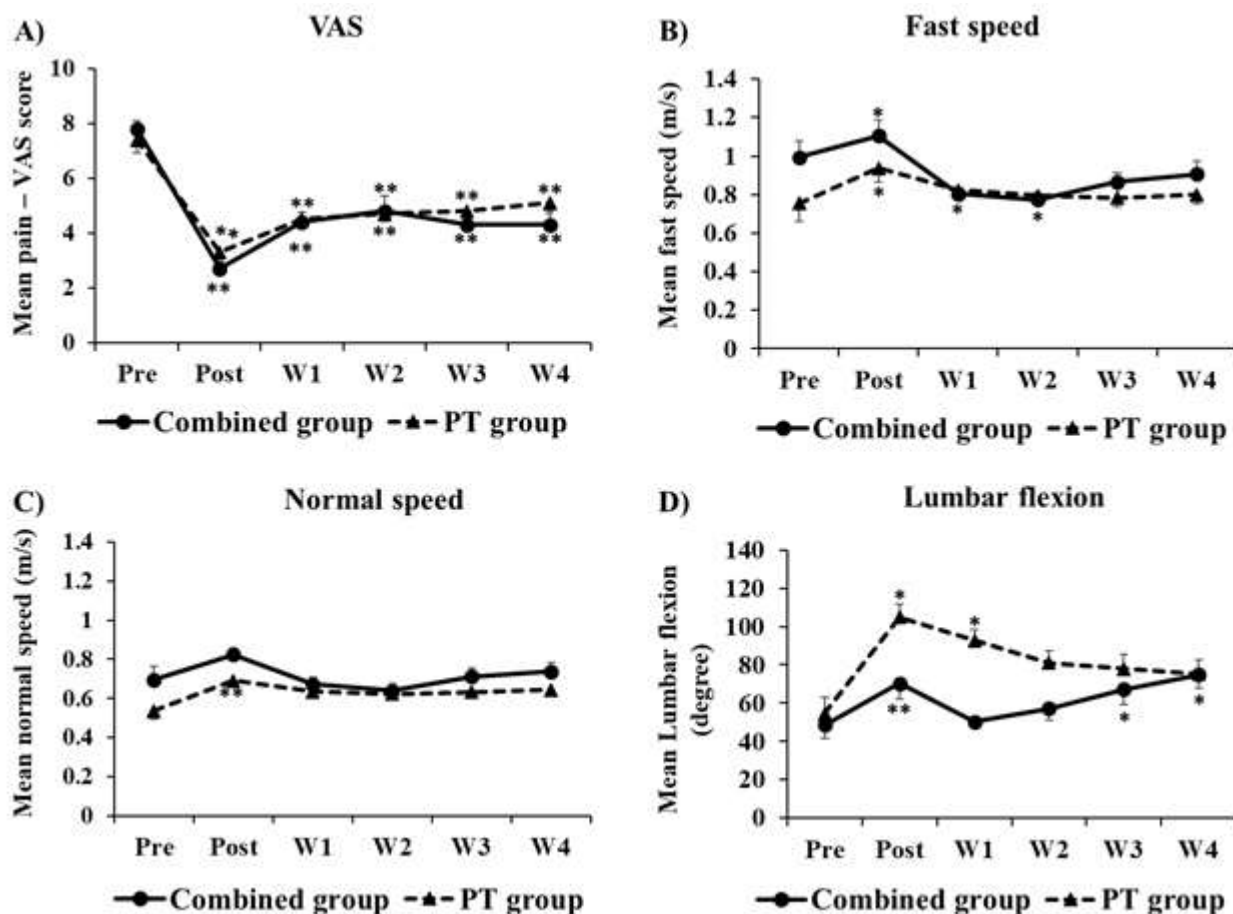 A)
VAS
Mean pain – VAS score
10
8
6
4
2
0
** ** ** ** **
** ** ** ** **
Pre Post W1 W2 W3 W4
Combined group PT group
B)
Fast speed
Mean fast speed (m/s)
1.4
1.2
1
0.8
0.6
0.4
0.2
0
*
* * *
Pre Post W1 W2 W3 W4
Combined group PT group
C)
Normal speed
Mean normal speed (m/s)
1.4
1.2
1
0.8
0.6
0.4
0.2
0
**
Pre Post W1 W2 W3 W4
Combined group PT group
D)
Lumbar flexion
Mean Lumbar flexion
(degree)
140
120
100
80
60
40
20
0
* *
** * *
Pre Post W1 W2 W3 W4
Combined group PT group